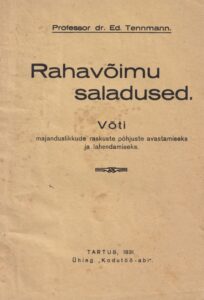 Professor dr. Ed. Tennmann.
Rahavõimu
saladused.
Võti
majanduslikkude raskuste põhjuste avastamiseks
ja lahendamiseks.
TARTUS, 1931.
Ühing „Kodutöö-abi“.